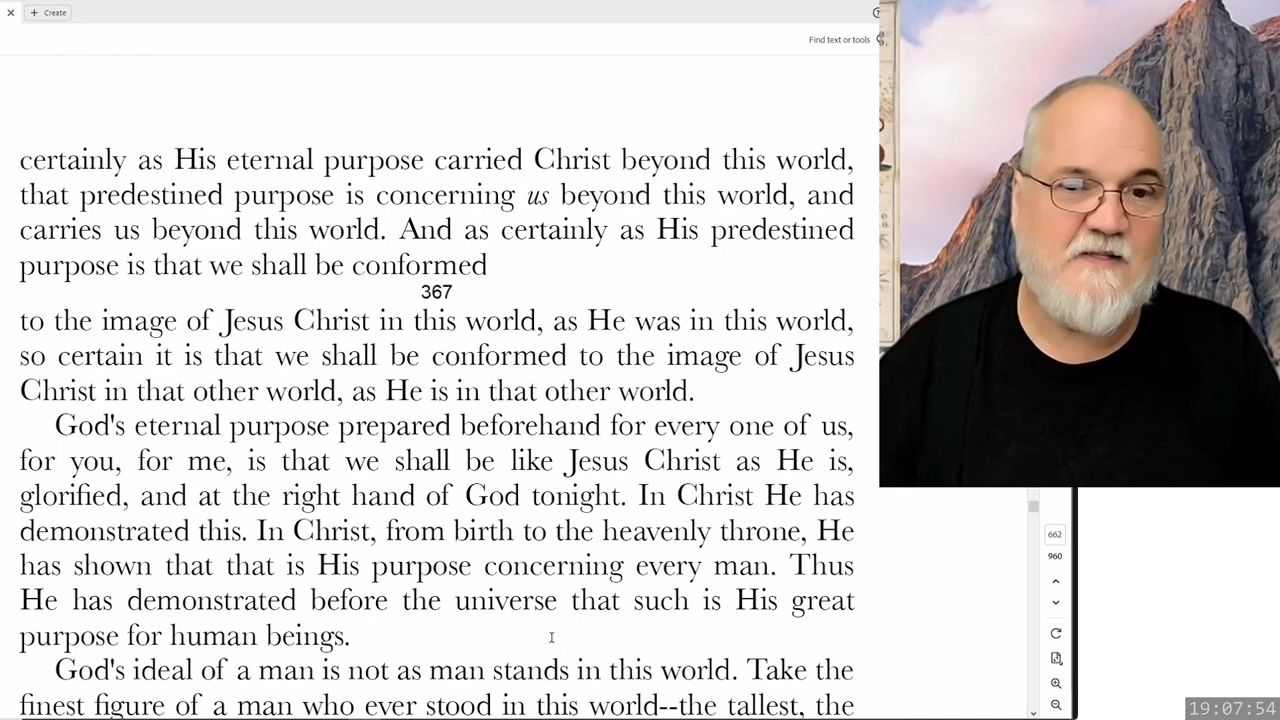 Create
Find text or tools
certainly as His eternal purpose carried Christ beyond this world,
that predestined purpose is concerning us beyond this world, and
carries us beyond this world. And as certainly as His predestined
purpose is that we shall be conformed
367
to the image of Jesus Christ in this world, as He was in this world,
so certain it is that we shall be conformed to the image of Jesus
Christ in that other world, as He is in that other world.
God's eternal purpose prepared beforehand for every one of us,
for you, for me, is that we shall be like Jesus Christ as He is,
glorified, and at the right hand of God tonight. In Christ He has
demonstrated this. In Christ, from birth to the heavenly throne, He
has shown that that is His purpose concerning every man. Thus
He has demonstrated before the universe that such is His great
purpose for human beings.
God's ideal of a man is not as man stands in this world. Take the
finest figure of a man who ever stood in this world--the tallest, the
662
960
19:07:54